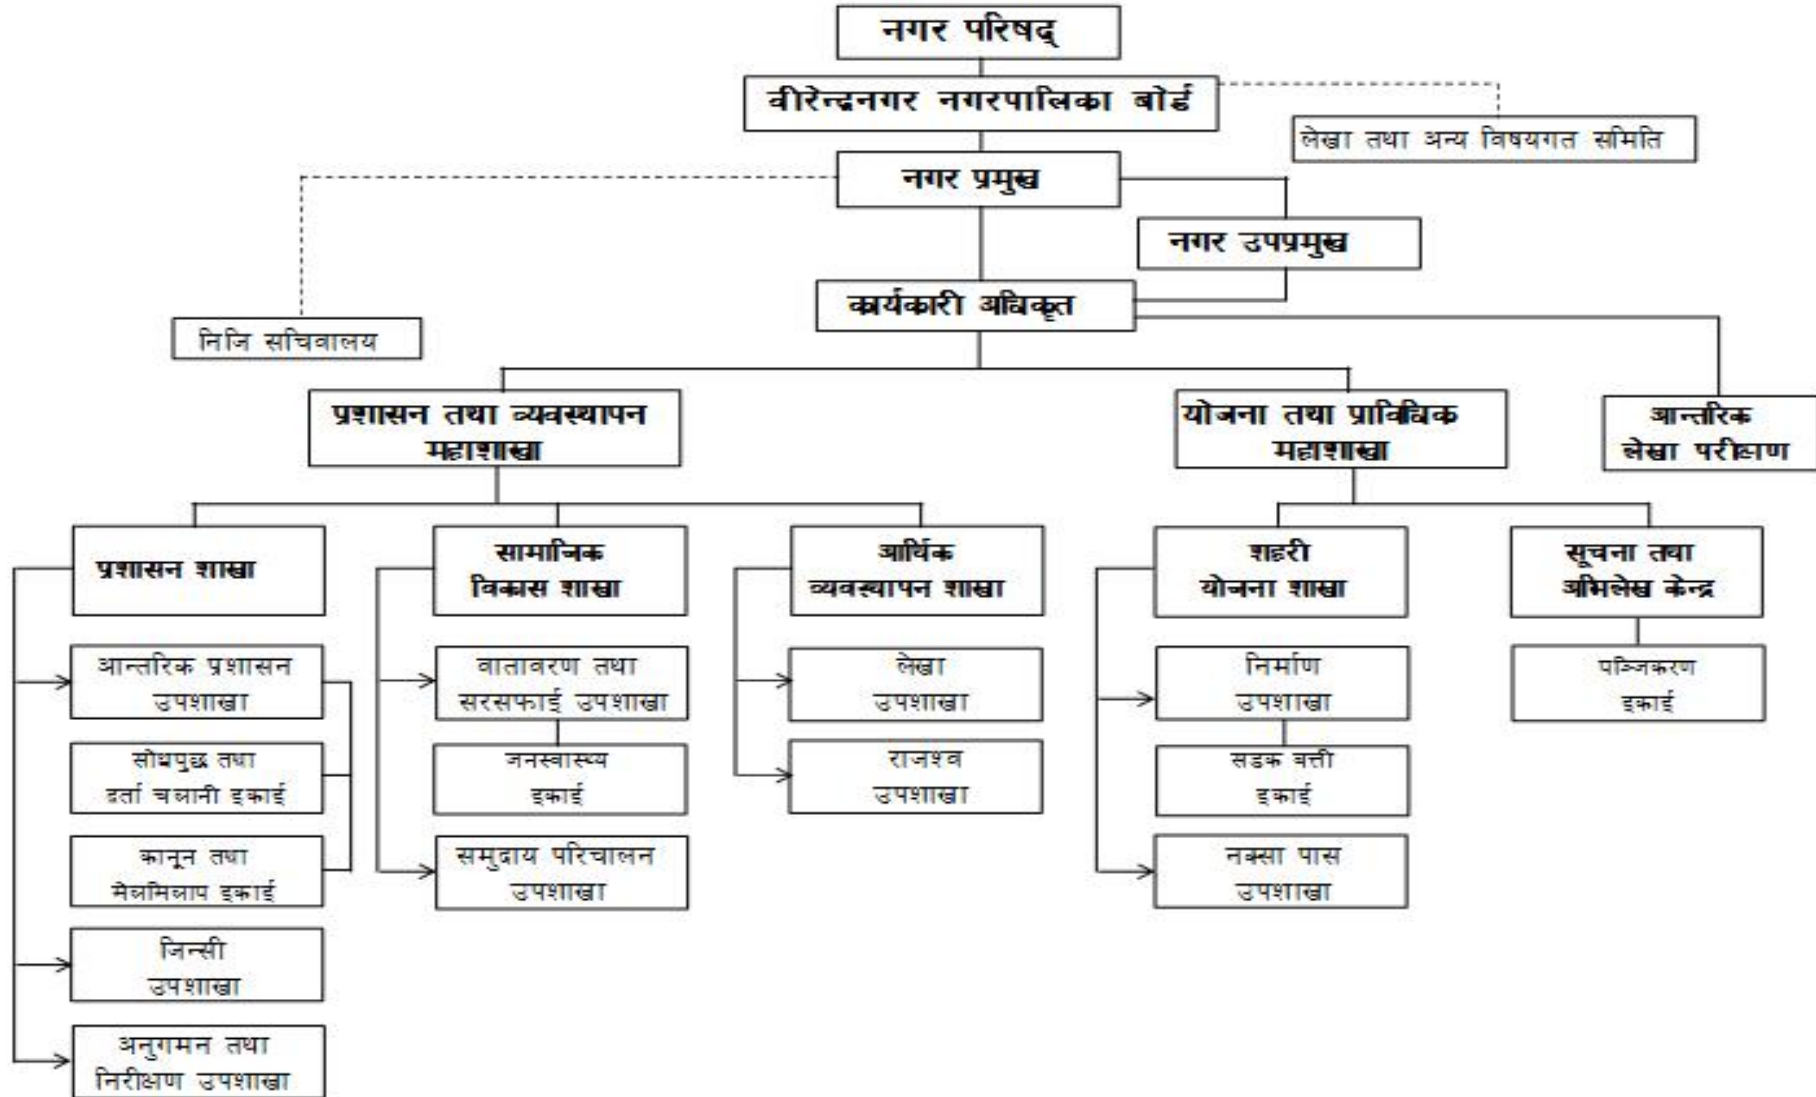 नगर परिषद्
वीरेन्द्रनगर नगरपालिका बोर्ड
लेखा तथा अन्य विषयगत समिति
नगर प्रमुख
नगर उपप्रमुख
कार्यकारी अधिकृत
निजि सचिवालय
प्रशासन तथा व्यवस्थापन
महाशाखा
योजना तथा प्राविधिक
महाशाखा
आन्तरिक
लेखा परीक्षण
प्रशासन शाखा
सामाजिक
विकास शाखा
आर्थिक
व्यवस्थापन शाखा
शहरी
योजना शाखा
सूचना तथा
अभिलेख केन्द्र
आन्तरिक प्रशासन
उपशाखा
सोधपुछ तथा
दर्ता चलानी इकाई
कानून तथा
मेलमिलाप इकाई
जिन्सी
उपशाखा
अनुगमन तथा
निरीक्षण उपशाखा
वातावरण तथा
सरसफाई उपशाखा
जनस्वास्थ्य
इकाई
समुदाय परिचालन
उपशाखा
लेखा
उपशाखा
राजश्व
उपशाखा
निर्माण
उपशाखा
सडक बत्ती
इकाई
नक्सा पास
उपशाखा
पञ्जिकरण
इकाई